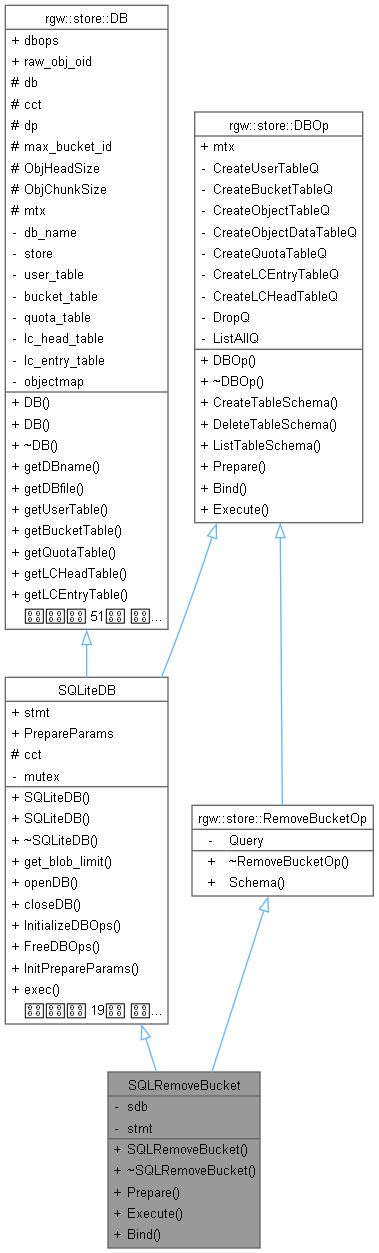 rgw::store::DB
+ dbops
+ raw_obj_oid
# db
# cct
# dp
# max_bucket_id
# ObjHeadSize
# ObjChunkSize
# mtx
- db_name
- store
- user_table
- bucket_table
- quota_table
- lc_head_table
- lc_entry_table
- objectmap
+ DB()
+ DB()
+ ~DB()
+ getDBname()
+ getDBfile()
+ getUserTable()
+ getBucketTable()
+ getQuotaTable()
+ getLCHeadTable()
+ getLCEntryTable()
51 ...
rgw::store::DBOp
+ mtx
- CreateUserTableQ
- CreateBucketTableQ
- CreateObjectTableQ
- CreateObjectDataTableQ
- CreateQuotaTableQ
- CreateLCEntryTableQ
- CreateLCHeadTableQ
- DropQ
- ListAllQ
+ DBOp()
+ ~DBOp()
+ CreateTableSchema()
+ DeleteTableSchema()
+ ListTableSchema()
+ Prepare()
+ Bind()
+ Execute()
SQLiteDB
+ stmt
+ PrepareParams
# cct
- mutex
+ SQLiteDB()
+ SQLiteDB()
+ ~SQLiteDB()
+ get_blob_limit()
+ openDB()
+ closeDB()
+ InitializeDBOps()
+ FreeDBOps()
+ InitPrepareParams()
+ exec()
19 ...
rgw::store::RemoveBucketOp
- Query
+ ~RemoveBucketOp()
+ Schema()
SQLRemoveBucket
- sdb
- stmt
+ SQLRemoveBucket()
+ ~SQLRemoveBucket()
+ Prepare()
+ Execute()
+ Bind()